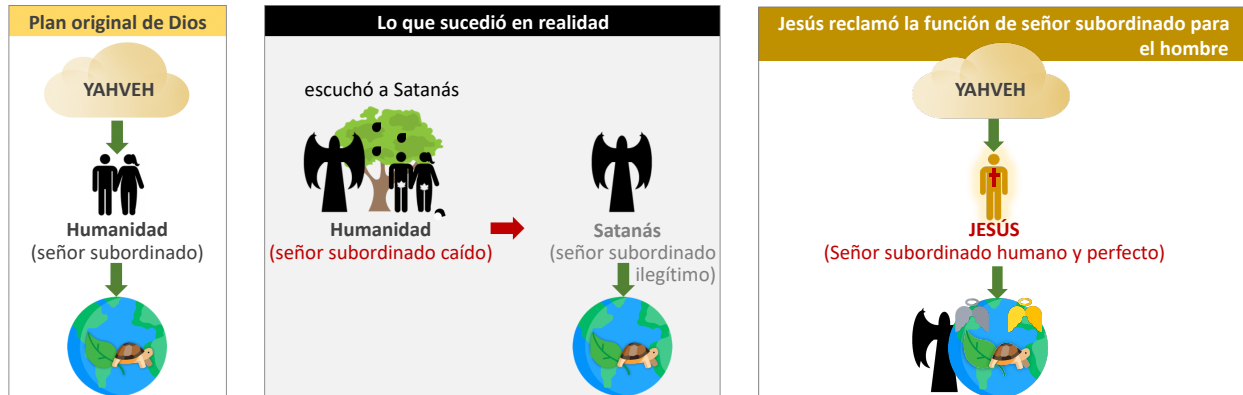 Plan original de Dios
YAHVEH
Humanidad
(señor subordinado)
Lo que sucedió en realidad
escuchó a Satanás
Humanidad
(señor subordinado caído)
Satanás
(señor subordinado
ilegítimo)
Jesús reclamó la función de señor subordinado para
el hombre
YAHVEH
JESÚS
(Señor subordinado humano y perfecto)